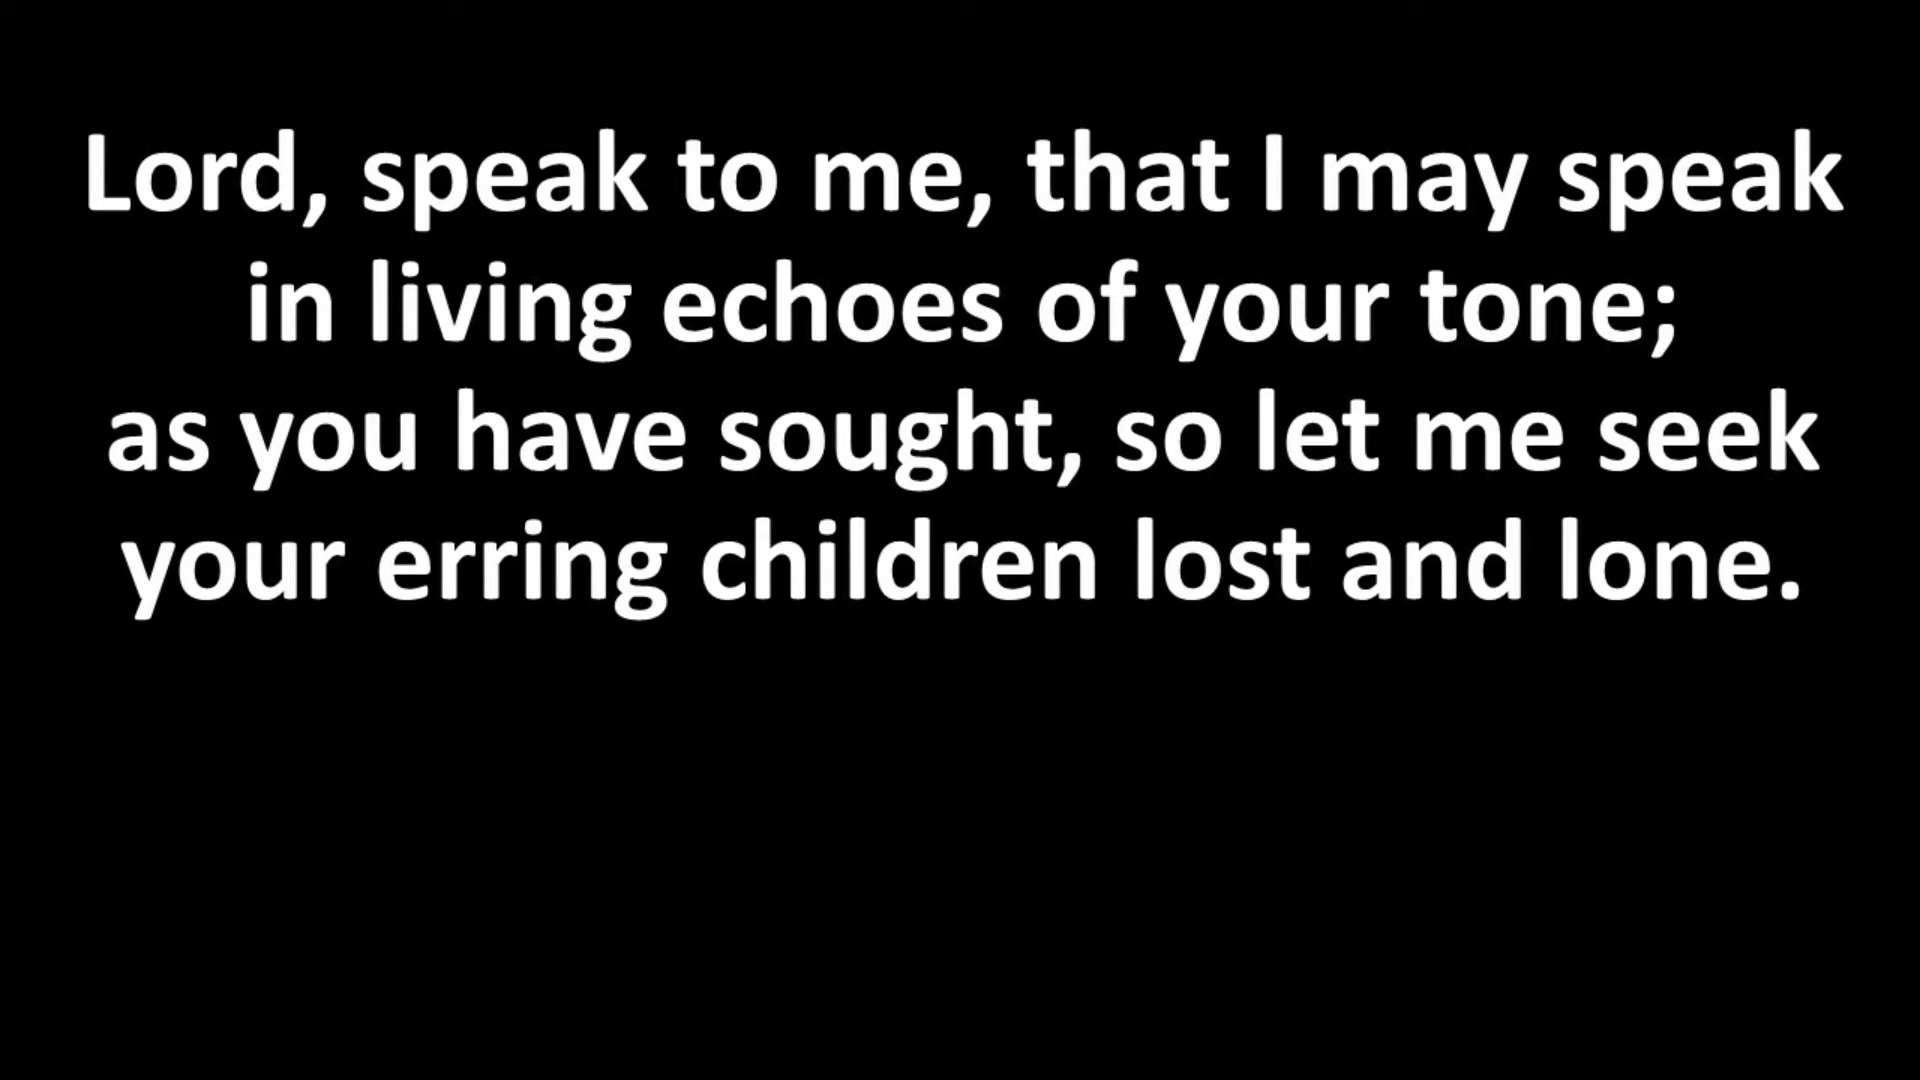 Lord, speak to me, that I may speak
in living echoes of your tone;
as you have sought, so let me seek
your erring children lost and lone.